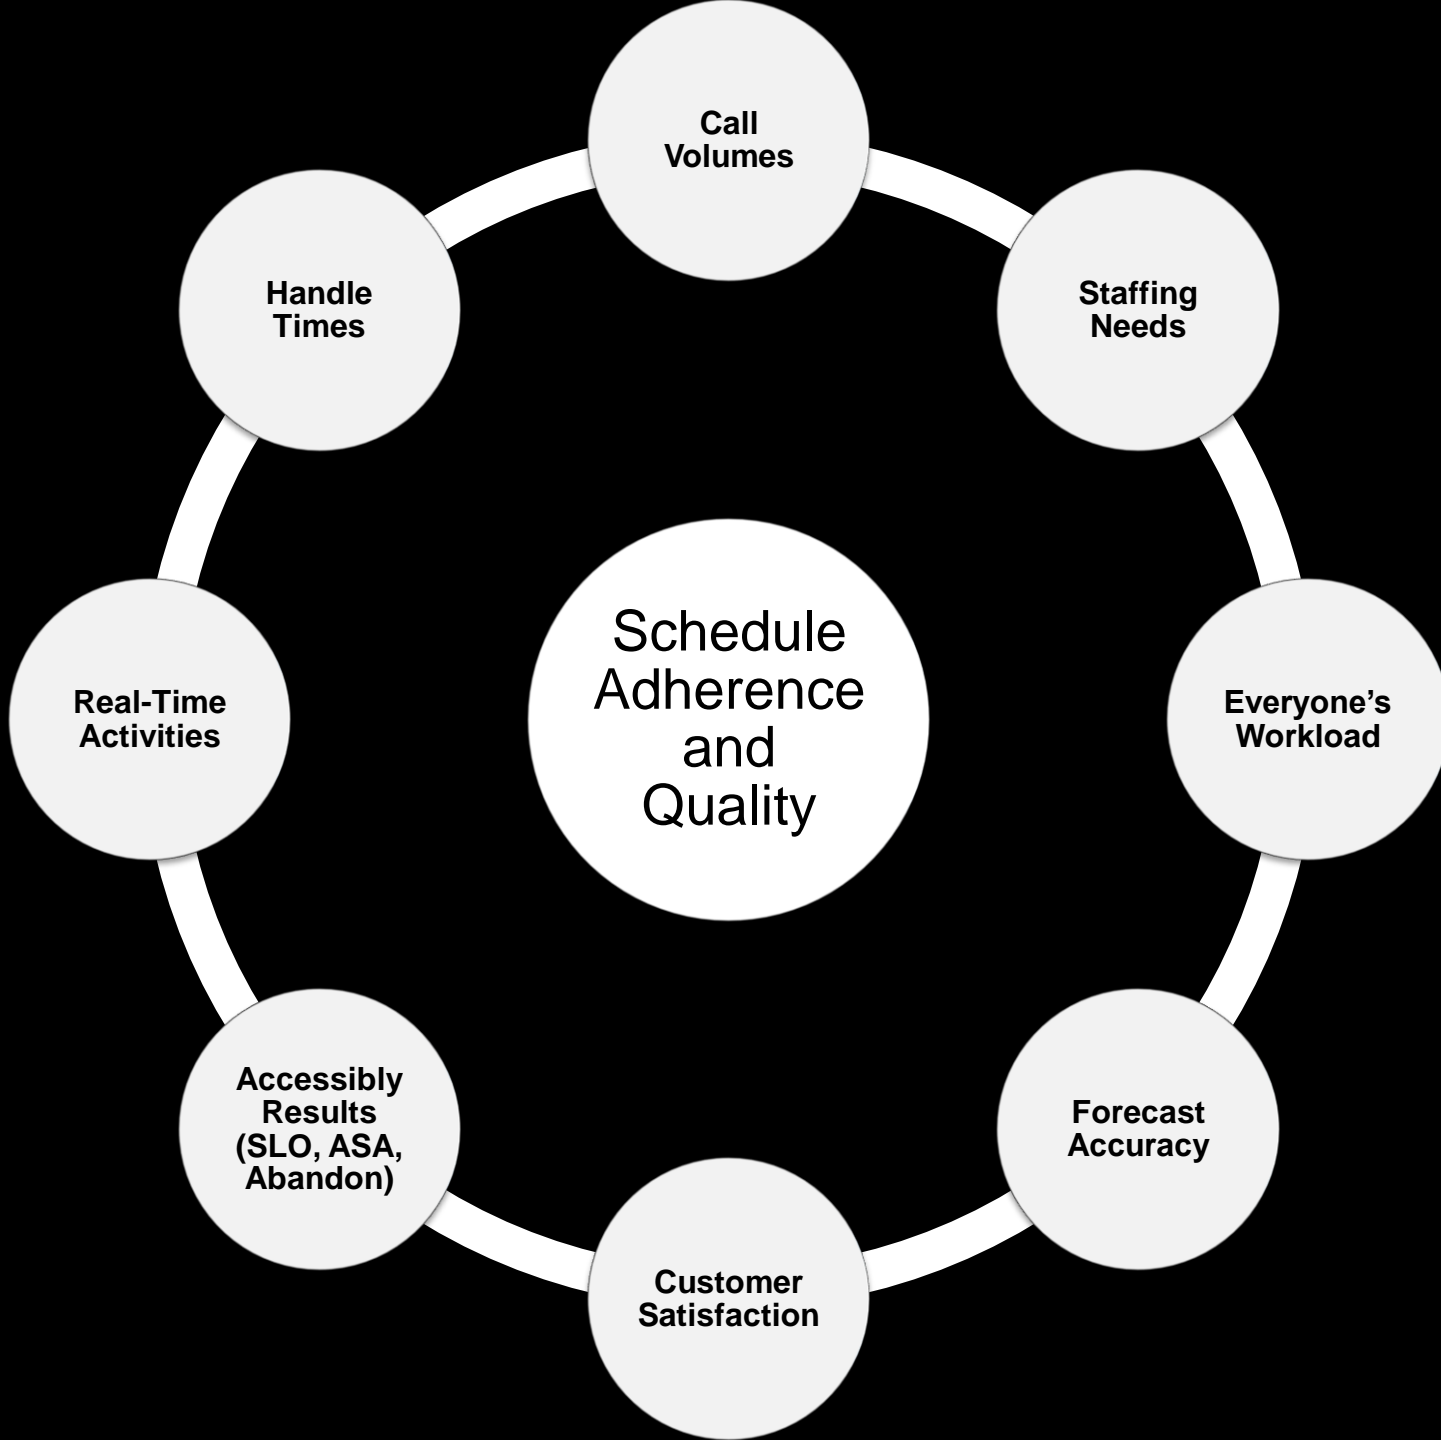 Call
Volumes
Staffing
Needs
Everyone’s
Workload
Forecast
Accuracy
Customer
Satisfaction
Accessibly
Results
(SLO, ASA,
Abandon)
Real-Time
Activities
Handle
Times
Schedule
Adherence
and
Quality